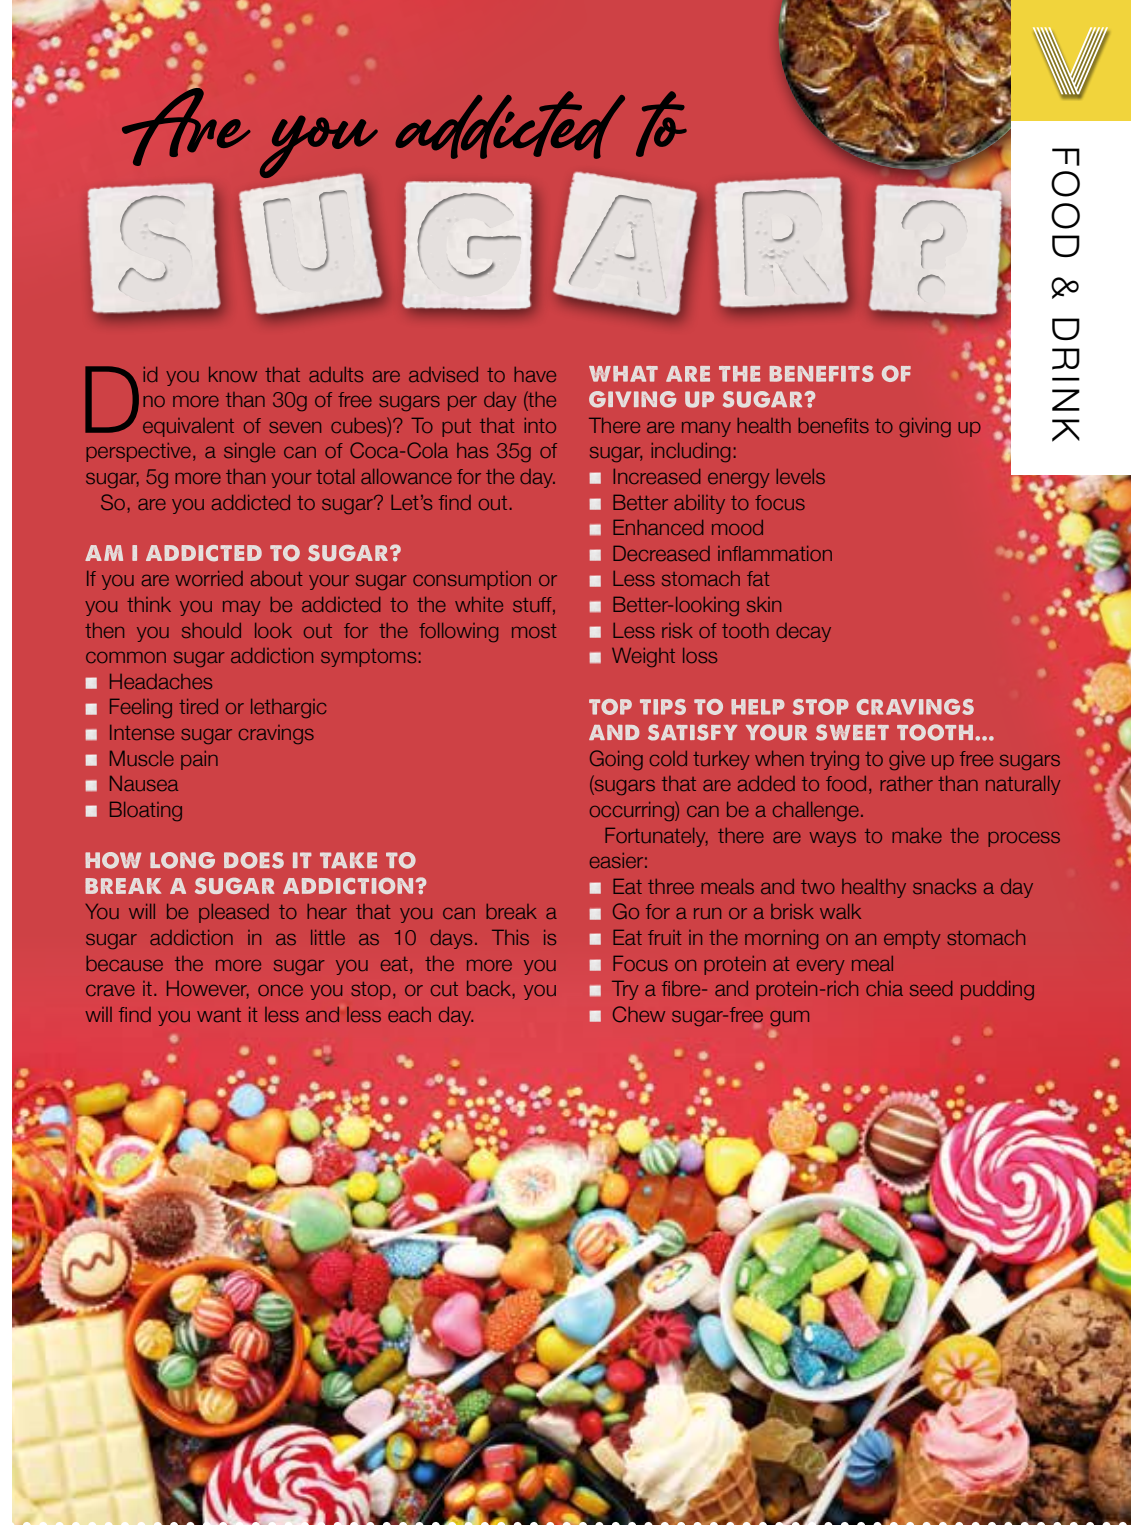 Are you addicted to
SUGAR?
V
FOOD & DRINK
Did you know that adults are advised to have
no more than 30g of free sugars per day (the
equivalent of seven cubes)? To put that into
perspective, a single can of Coca-Cola has 35g of
sugar, 5g more than your total allowance for the day.
So, are you addicted to sugar? Let's find out.
AM I ADDICTED TO SUGAR?
If you are worried about your sugar consumption or
you think you may be addicted to the white stuff,
then you should look out for the following most
common sugar addiction symptoms:
Headaches
Feeling tired or lethargic
Intense sugar cravings
Muscle pain
Nausea
Bloating
HOW LONG DOES IT TAKE TO
BREAK A SUGAR ADDICTION?
You will be pleased to hear that you can break a
sugar addiction in as little as 10 days. This is
because the more sugar you eat, the more you
crave it. However, once you stop, or cut back, you
will find you want it less and less each day.
WHAT ARE THE BENEFITS OF
GIVING UP SUGAR?
There are many health benefits to giving up
sugar, including:
Increased energy levels
Better ability to focus
Enhanced mood
Decreased inflammation
Less stomach fat
Better-looking skin
Less risk of tooth decay
Weight loss
TOP TIPS TO HELP STOP CRAVINGS
AND SATISFY YOUR SWEET TOOTH...
Going cold turkey when trying to give up free sugars
(sugars that are added to food, rather than naturally
occurring) can be a challenge.
Fortunately, there are ways to make the process
easier:
Eat three meals and two healthy snacks a day
Go for a run or a brisk walk
Eat fruit in the morning on an empty stomach
Focus on protein at every meal
Try a fibre- and protein-rich chia seed pudding
Chew sugar-free gum